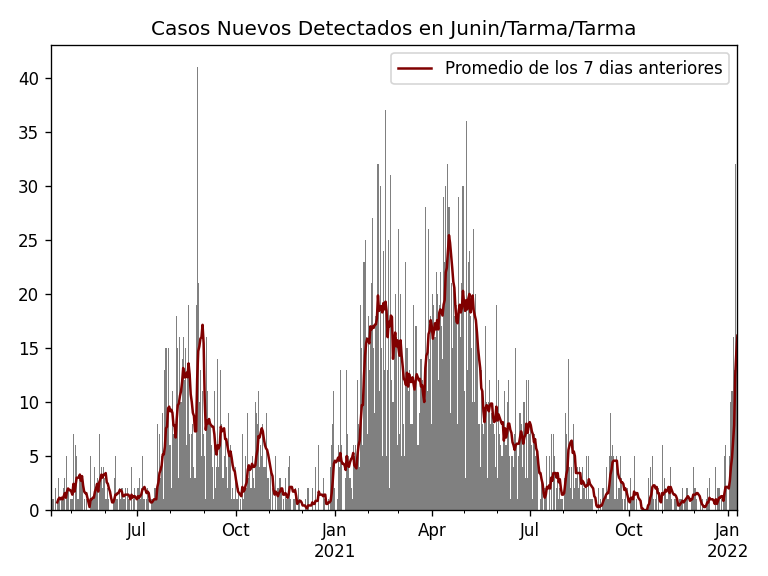 Casos Nuevos Detectados en Junin/Tarma/Tarma
Promedio de los 7 dias anteriores
40
35
30
25
20
15
10
5
0
Jul
Oct
Jan
2021
Apr
Jul
Oct
Jan
2022